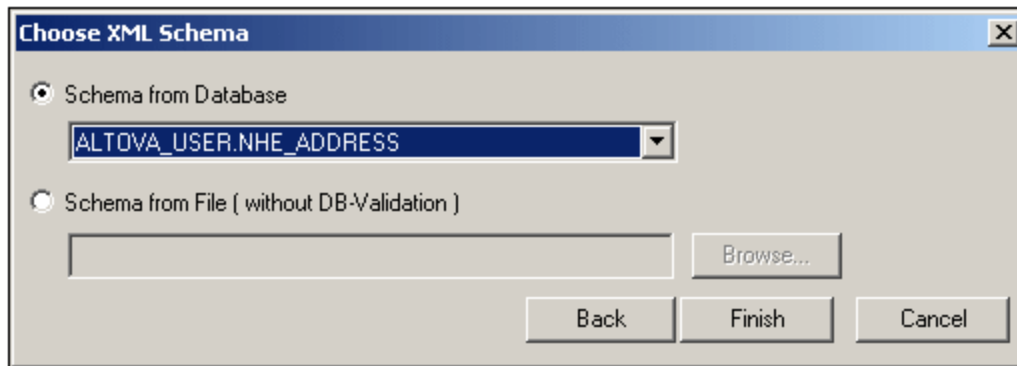 Choose XML Schema
Schema from Database
ALTOVA_USER.NHE_ADDRESS
Schema from File ( without DB-Validation )
Browse...
Back Finish Cancel